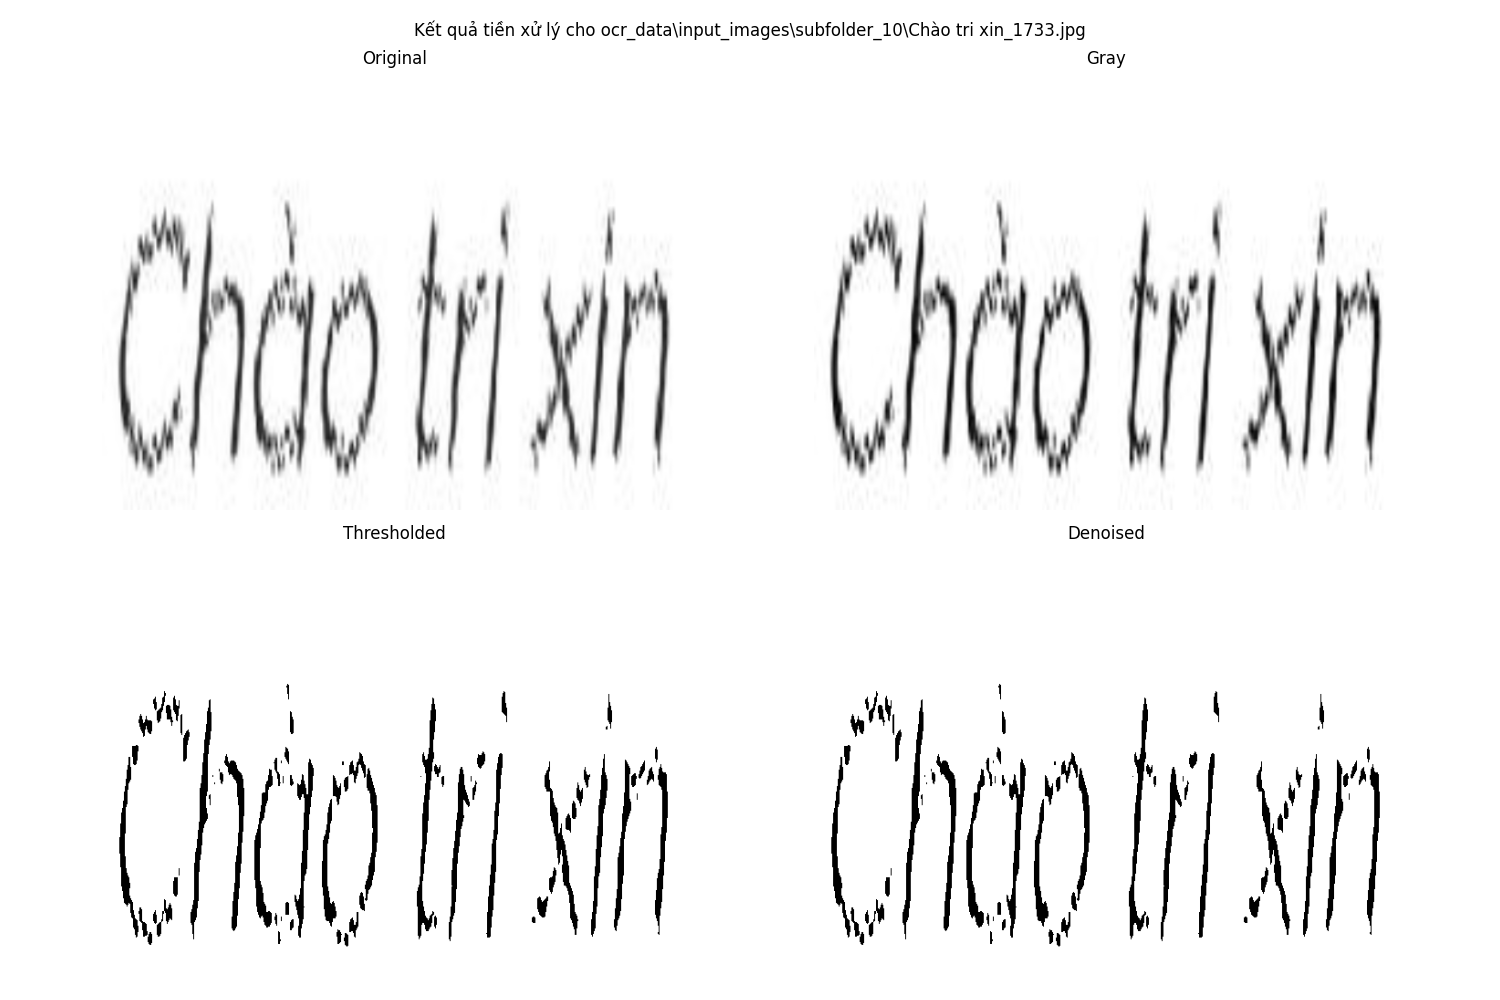 Kết quả tiền xử lý cho ocr_data\input_images\subfolder_10\Chào tri xin_1733.jpg
Original
Gray
Chào tri xin
Chào tri xin
Thresholded
Denoised
Chào tri xin
Chào tri xin